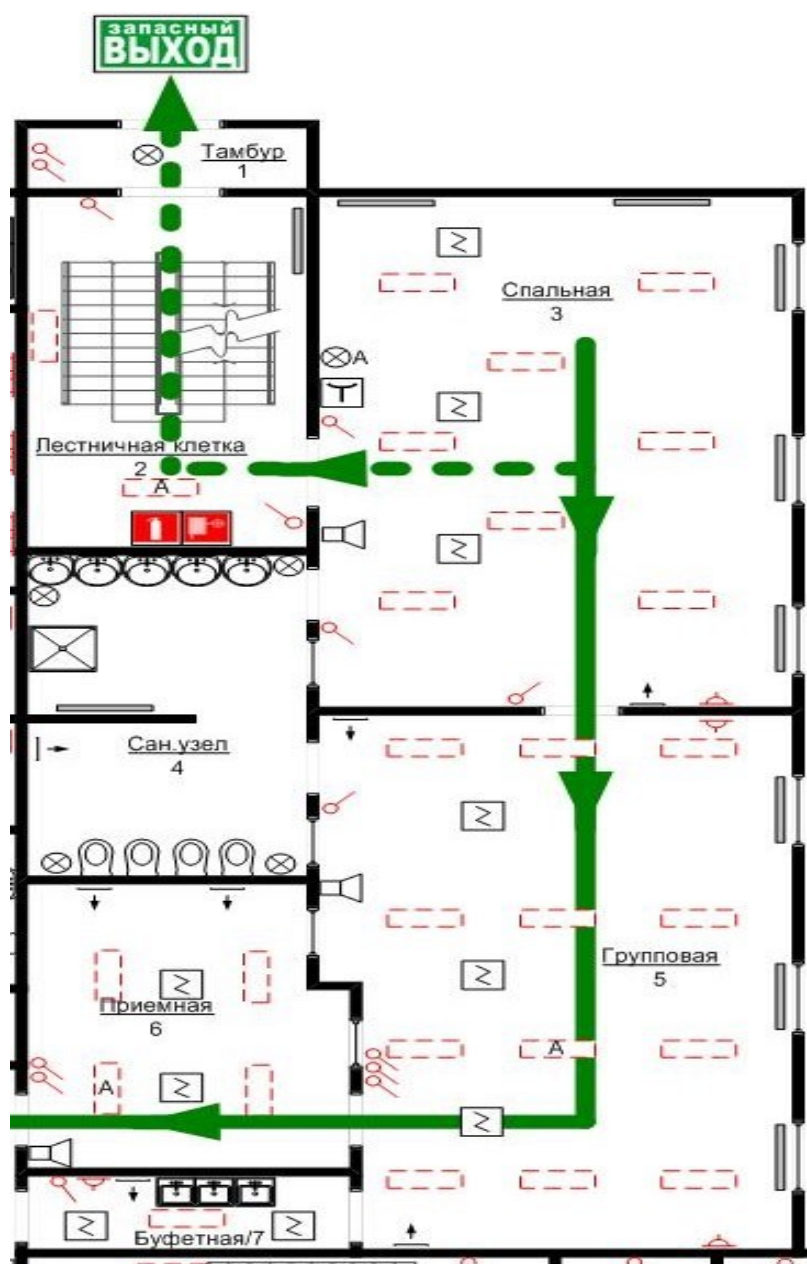 запасный
ВЫХОД
Тамбур
1
Спальная
3
А
Лестничная клетка
2
А
Сан.узел
4
Групповая
5
Приемная
6
А
А
Буфетная/7